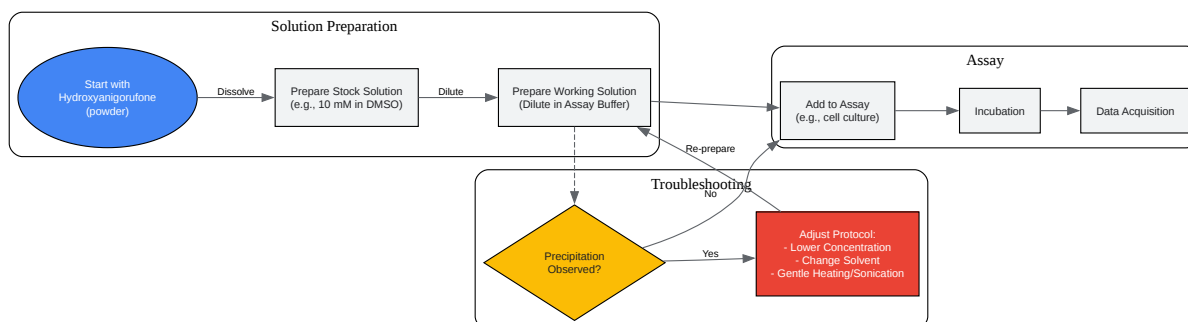 Solution Preparation
Start with
Hydroxyanigorufone
(powder)
Dissolve
Prepare Stock Solution
(e.g., 10 mM in DMSO)
Dilute
Prepare Working Solution
(Dilute in Assay Buffer)
Assay
Add to Assay
(e.g., cell culture)
Incubation
Data Acquisition
Re-prepare
Troubleshooting
No
Precipitation
Observed?
Yes
Adjust Protocol:
- Lower Concentration
- Change Solvent
- Gentle Heating/Sonication